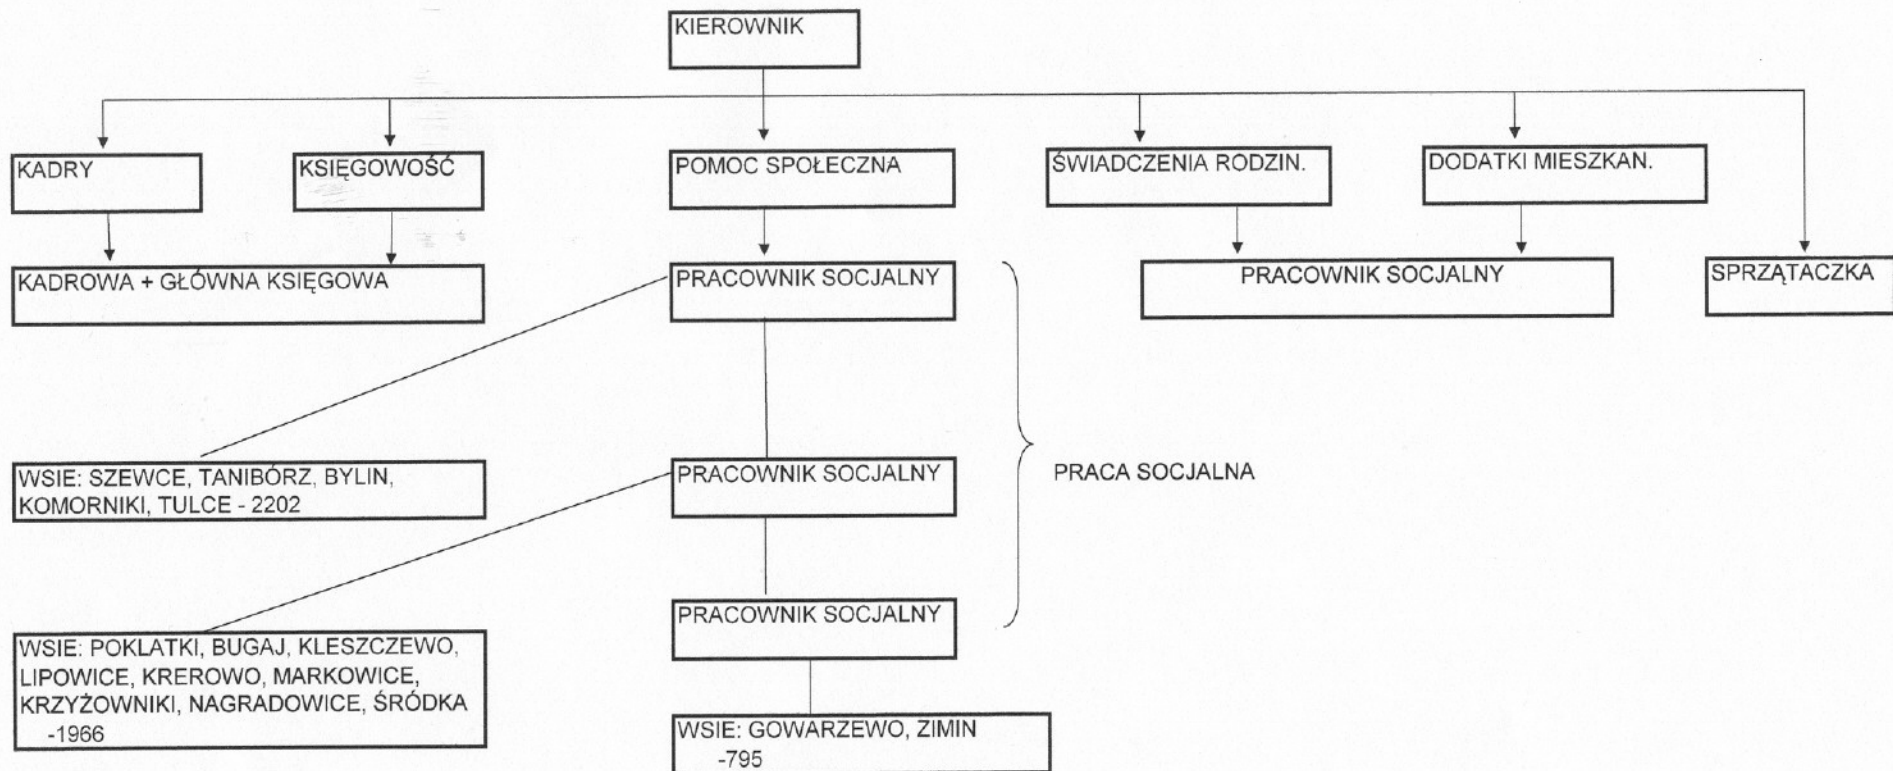 KIEROWNIK
KADRY
KSIĘGOWOŚĆ
POMOC SPOŁECZNA
ŚWIADCZENIA RODZIN.
DODATKI MIESZKAN.
KADROWA + GŁÓWNA KSIĘGOWA
PRACOWNIK SOCJALNY
PRACOWNIK SOCJALNY
SPRZĄTACZKA
WSIE: SZEWCE, TANIBÓRZ, BYLIN,
KOMORNIKI, TULCE - 2202
PRACOWNIK SOCJALNY
PRACA SOCJALNA
PRACOWNIK SOCJALNY
WSIE: POKLATKI, BUGAJ, KLESZCZEWO,
LIPOWICE, KREROWO, MARKOWICE,
KRZYŻOWNIKI, NAGRADOWICE, ŚRÓDKA
-1966
WSIE: GOWARZEWO, ZIMIN
-795